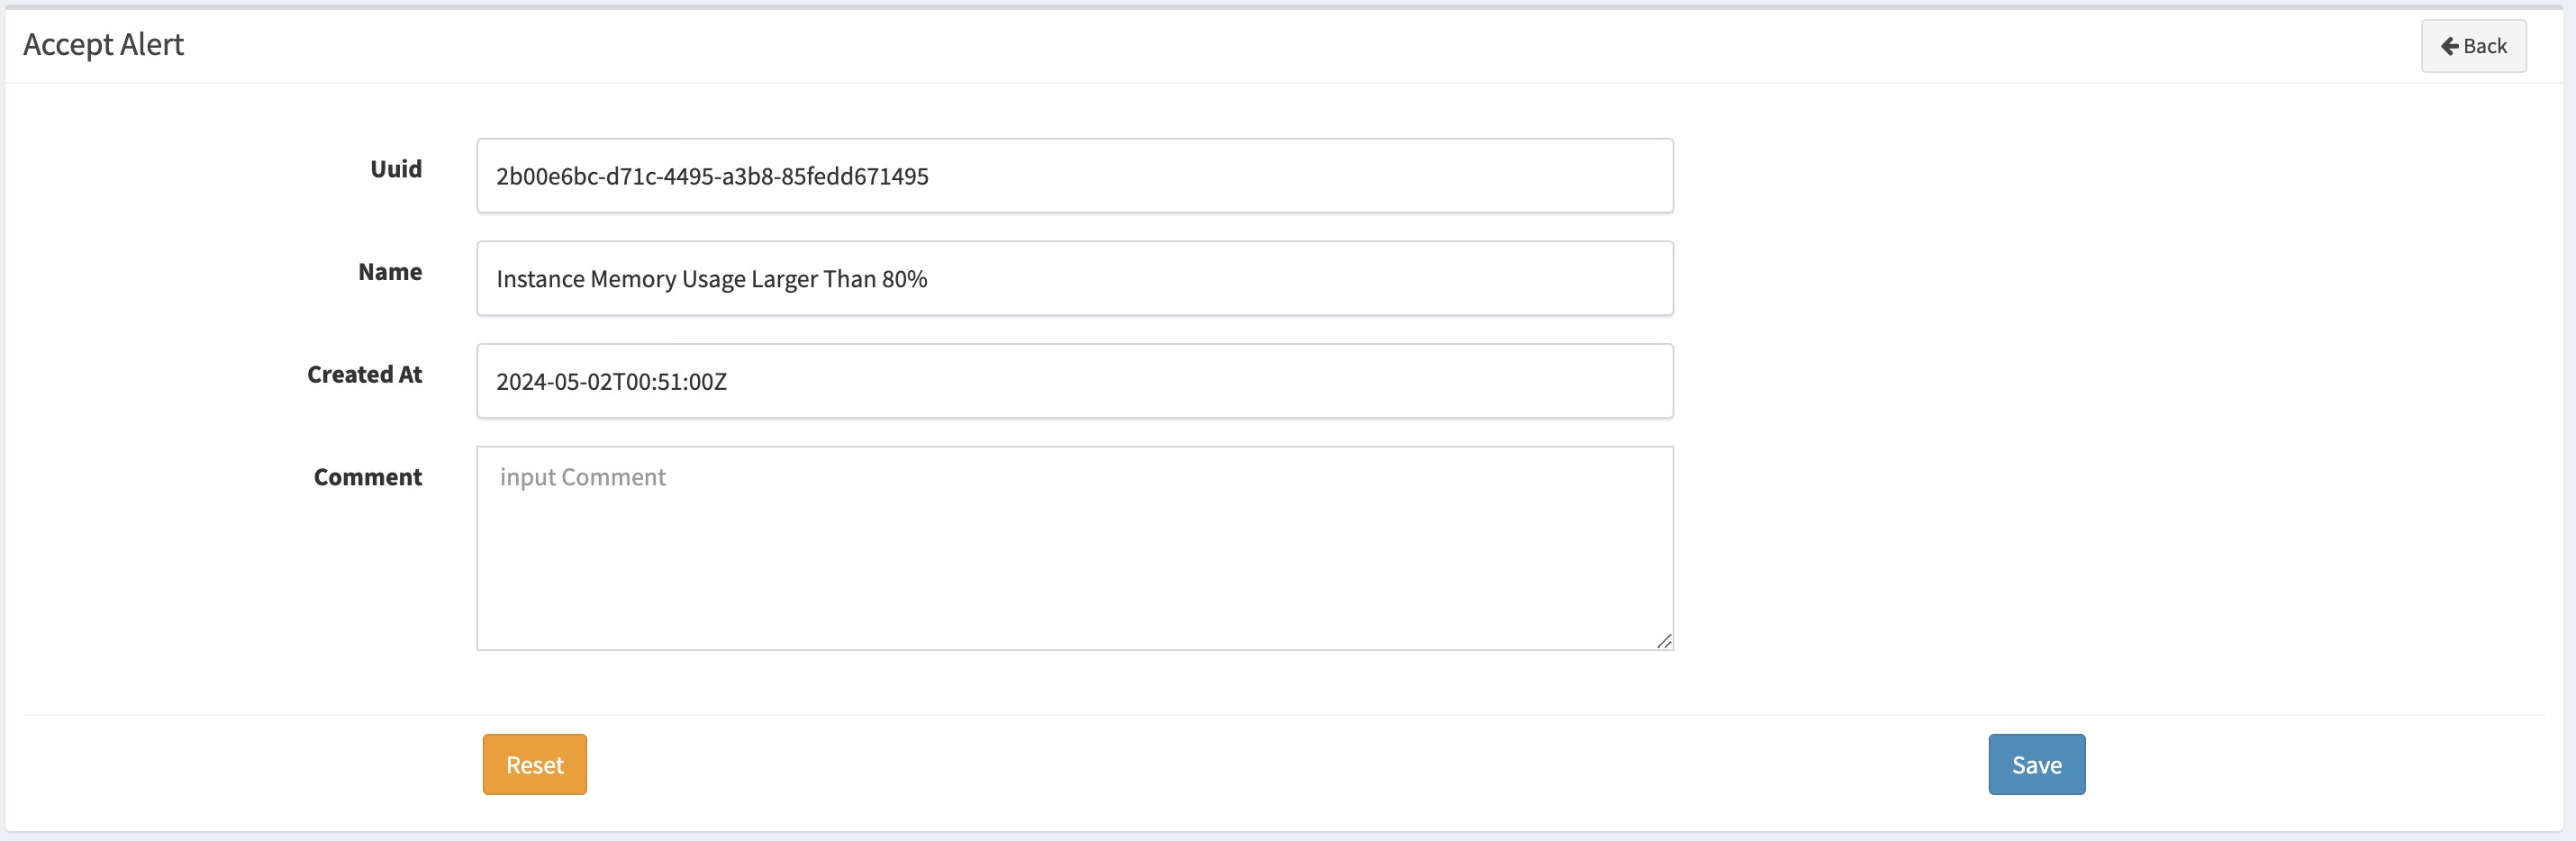 Accept Alert
Back
Uuid
2b00e6bc-d71c-4495-a3b8-85fedd671495
Name
Instance Memory Usage Larger Than 80%
Created At
2024-05-02T00:51:00Z
Comment
input Comment
Reset
Save